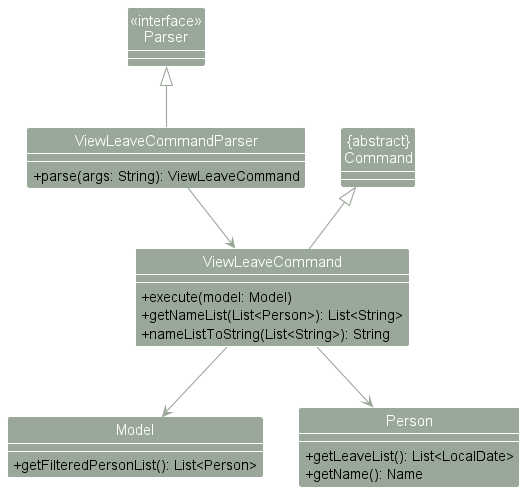 «interface»
Parser
ViewLeaveCommandParser
+parse(args: String): ViewLeaveCommand
{abstract}
Command
ViewLeaveCommand
+execute(model: Model)
+getNameList(List<Person>): List<String>
+nameListToString(List<String>): String
Model
+getFilteredPersonList(): List<Person>
Person
+getLeaveList(): List<LocalDate>
+getName(): Name